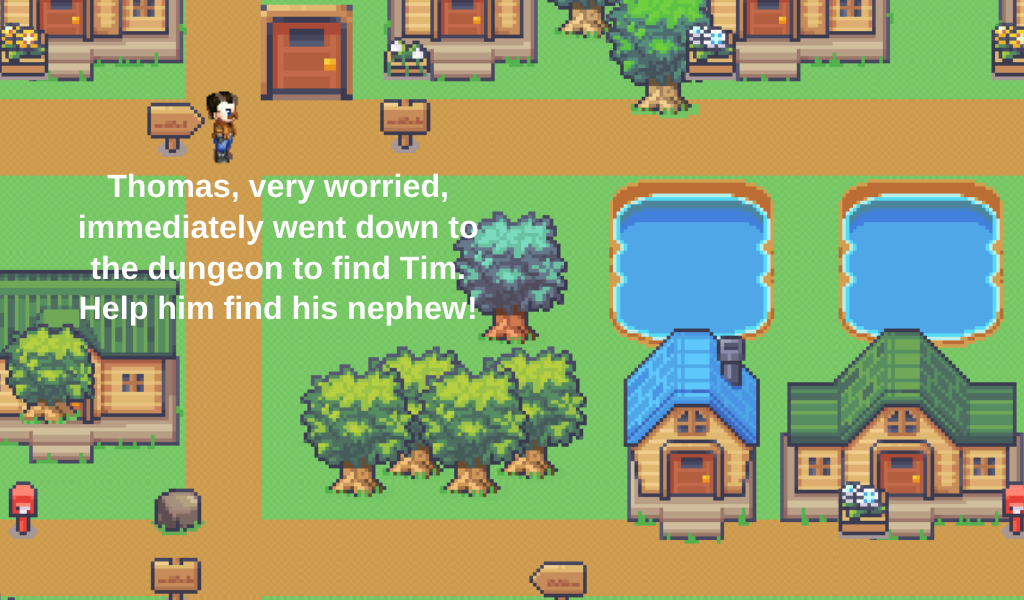 Thomas, very worried,
immediately went down to
the dungeon to find Tim.
Help him find his nephew!